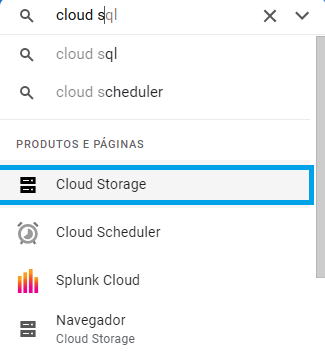 cloud sql
cloud sql
cloud scheduler
PRODUTOS E PÁGINAS
Cloud Storage
Cloud Scheduler
Splunk Cloud
Navegador
Cloud Storage